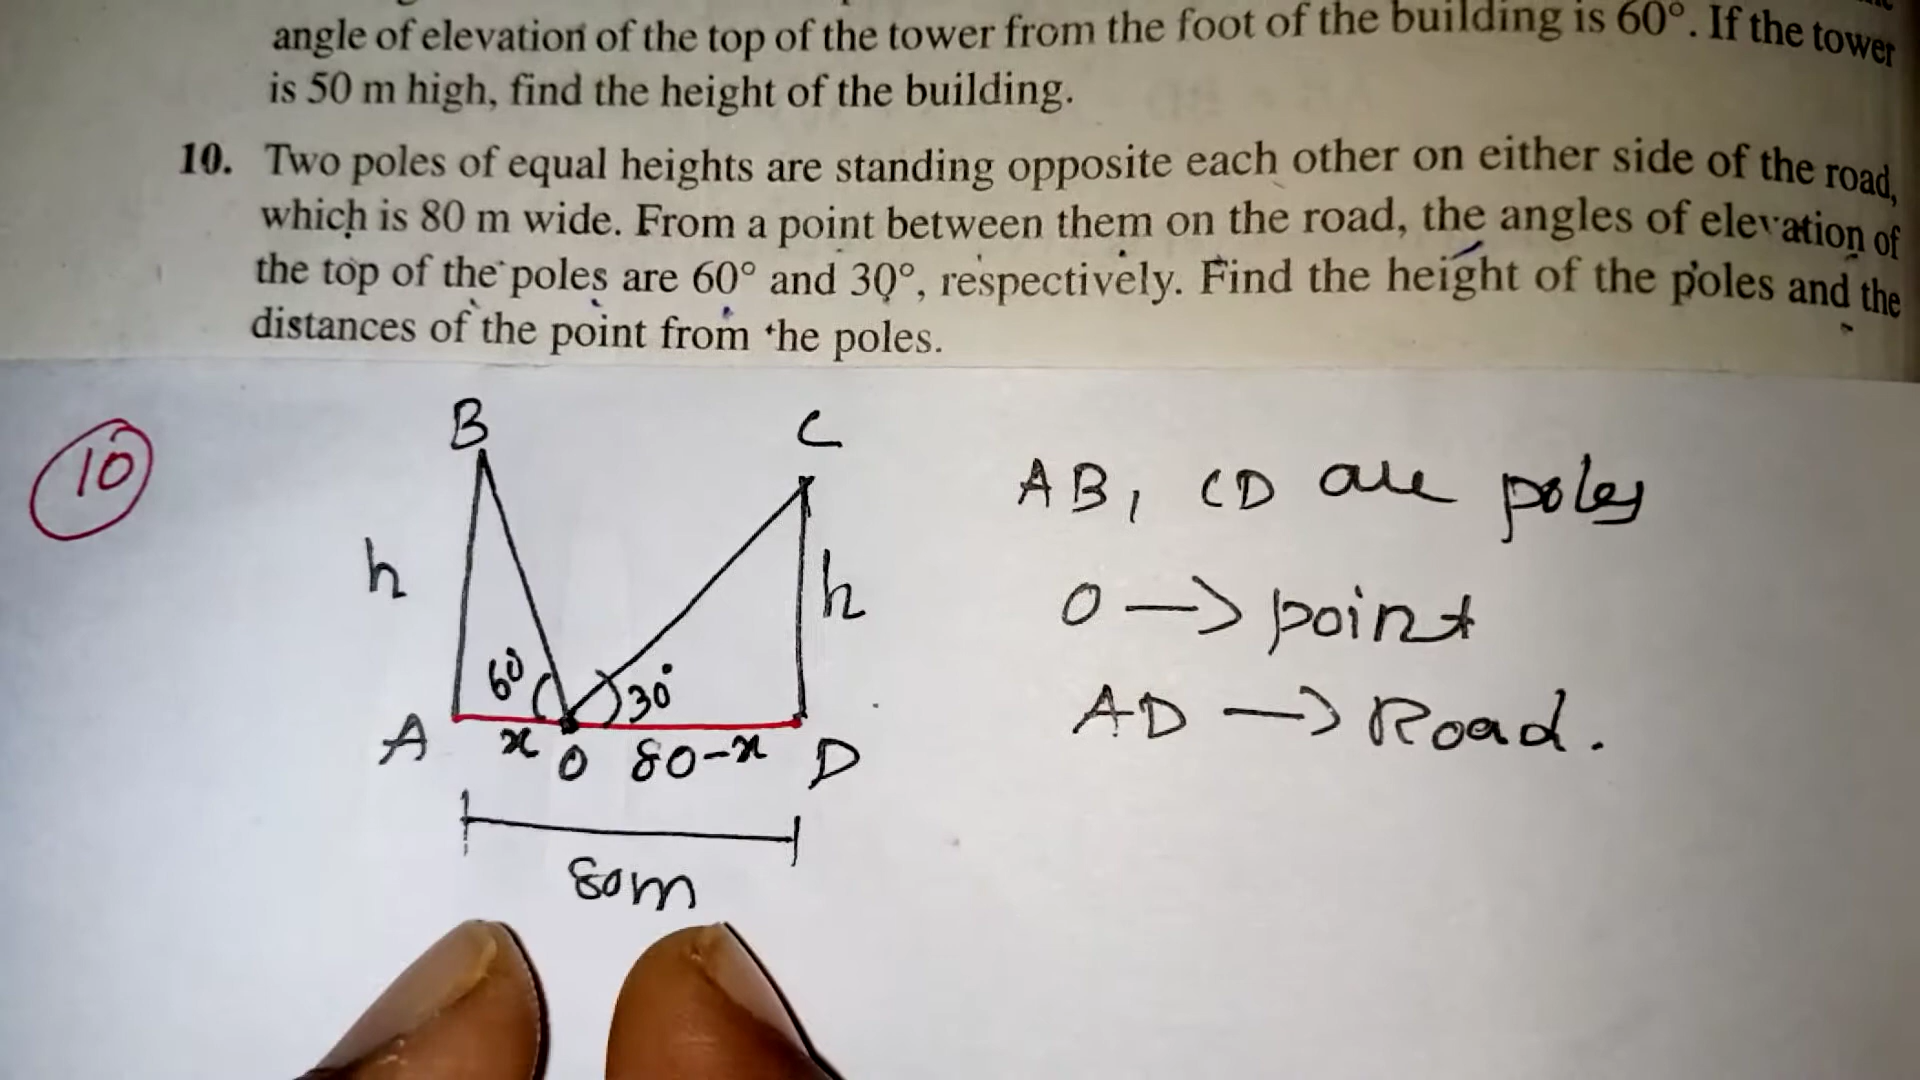 angle of elevation of the top of the tower from the foot of the building is 60°. If the tower
is 50 m high, find the height of the building.
10. Two poles of equal heights are standing opposite each other on either side of the road,
which is 80 m wide. From a point between them on the road, the angles of elevation of
the top of the poles are 60° and 30°, respectively. Find the height of the poles and the
distances of the point from the poles.
10
B C
h h
60° 30°
A x O 80-x D
80m
AB, CD are poles
O → point
AD → Road.